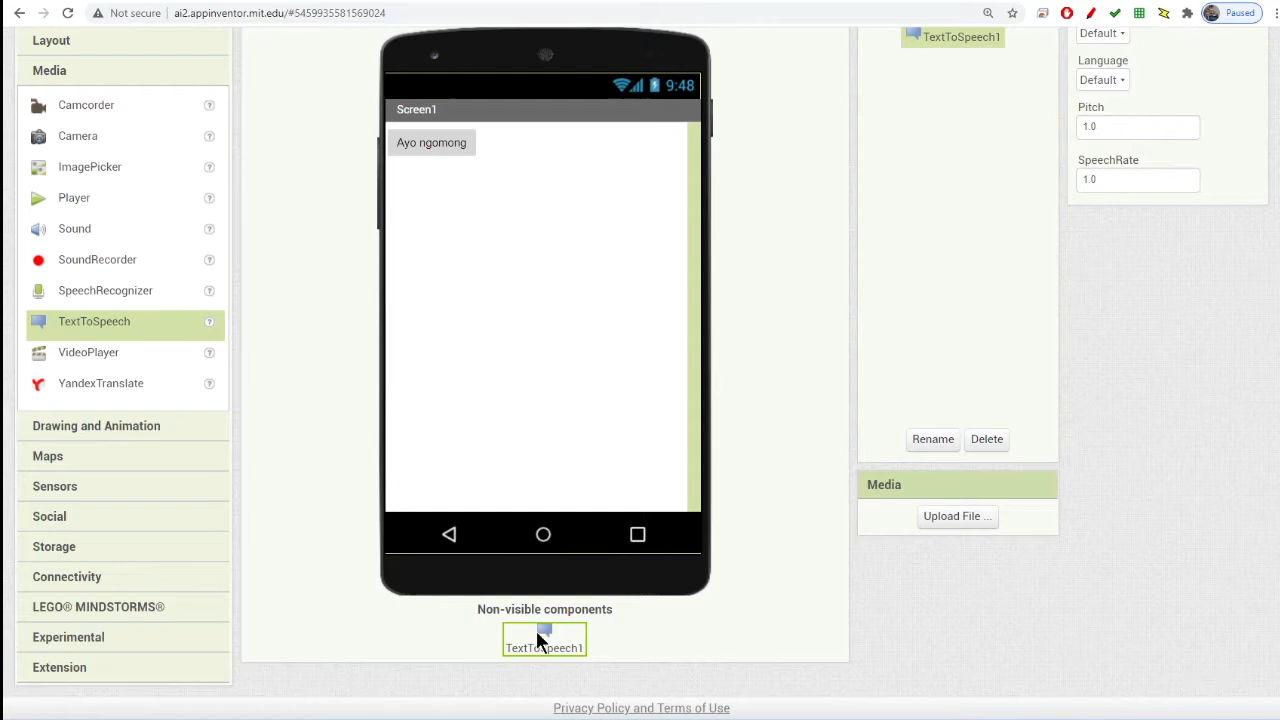 Not secure
ai2.appinventor.mit.edu/#5459935581569024
Paused
Layout
Media
Camcorder
Camera
ImagePicker
Player
Sound
SoundRecorder
SpeechRecognizer
TextToSpeech
VideoPlayer
YandexTranslate
Drawing and Animation
Maps
Sensors
Social
Storage
Connectivity
LEGO® MINDSTORMS®
Experimental
Extension
9:48
Screen1
Ayo ngomong
Non-visible components
TextToSpeech1
TextToSpeech1
Rename Delete
Media
Upload File ...
Default
Language
Default
Pitch
1.0
SpeechRate
1.0
Privacy Policy and Terms of Use